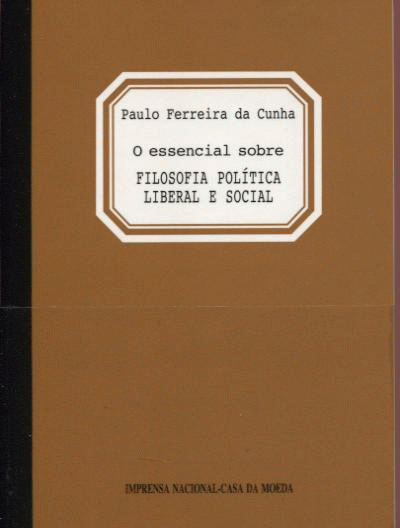 Paulo Ferreira da Cunha
O essencial sobre
FILOSOFIA POLÍTICA
LIBERAL E SOCIAL
IMPRENSA NACIONAL-CASA DA MOEDA